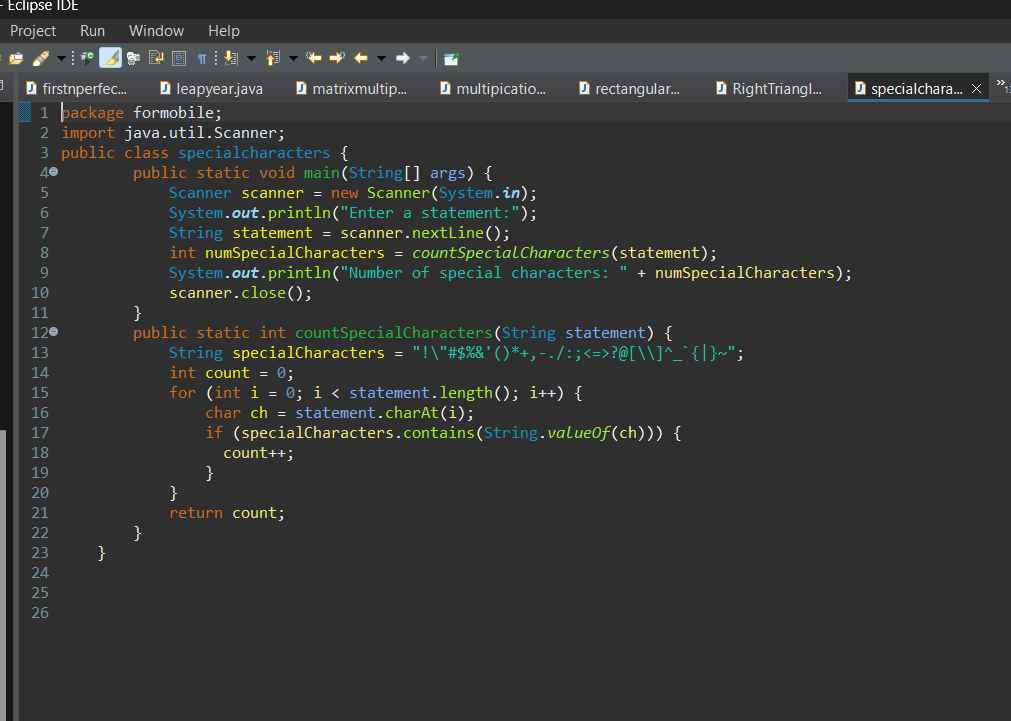 - Eclipse IDE
Project Run Window Help
firstnperfec... leapyear.java matrixmultip... multipicatio... rectangular... RightTriangl... specialchara...
1 package formobile;
2 import java.util.Scanner;
3 public class specialcharacters {
4 public static void main(String[] args) {
5 Scanner scanner = new Scanner(System.in);
6 System.out.println("Enter a statement:");
7 String statement = scanner.nextLine();
8 int numSpecialCharacters = countSpecialCharacters(statement);
9 System.out.println("Number of special characters: " + numSpecialCharacters);
10 scanner.close();
11 }
12 public static int countSpecialCharacters(String statement) {
13 String specialCharacters = "!\"#$%&'()*+,-./:;<=>?@[\\]^_`{|}~";
14 int count = 0;
15 for (int i = 0; i < statement.length(); i++) {
16 char ch = statement.charAt(i);
17 if (specialCharacters.contains(String.valueOf(ch))) {
18 count++;
19 }
20 }
21 return count;
22 }
23 }
24
25
26